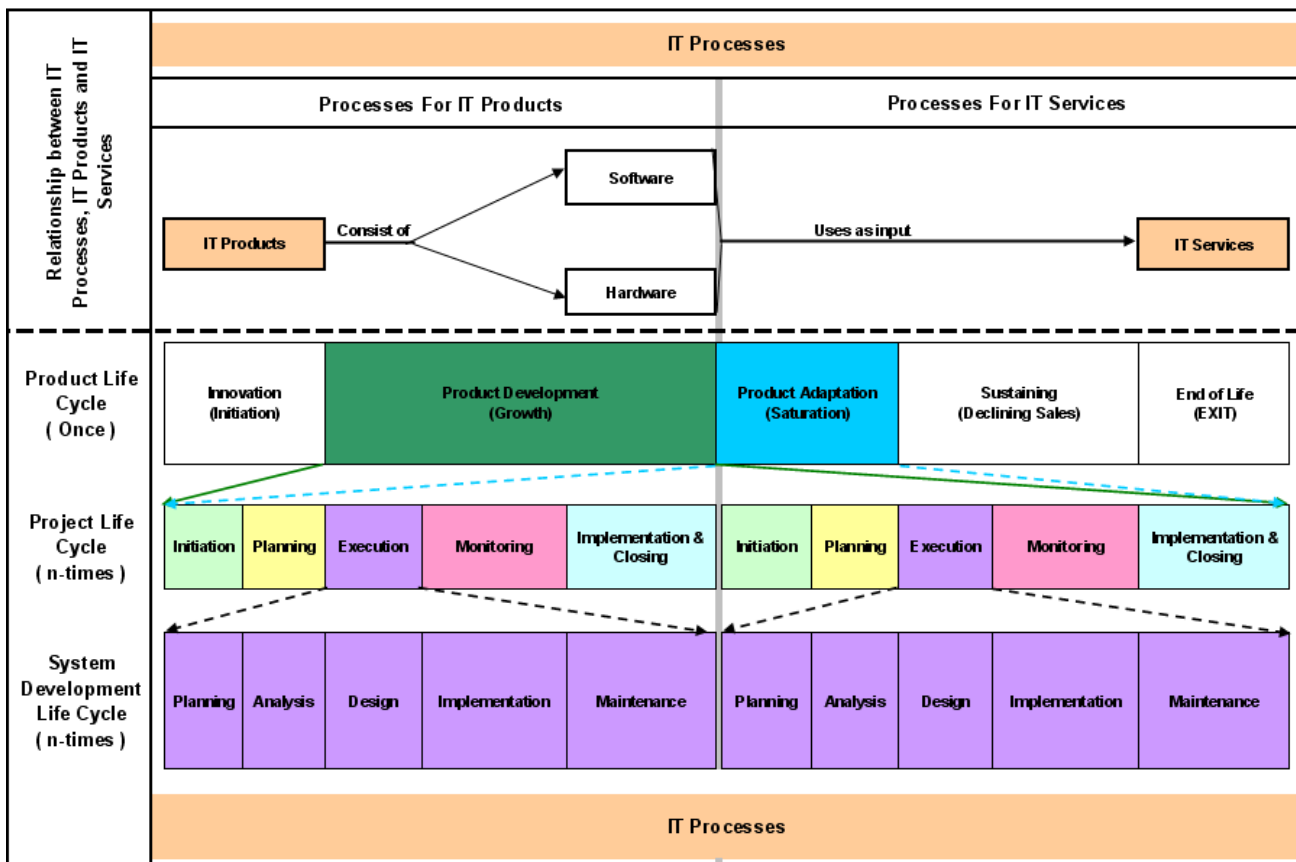 IT Processes
Relationship between IT
Processes, IT Products and IT
Services
Processes For IT Products
Processes For IT Services
Software
IT Products
Consist of
Uses as input
IT Services
Hardware
Product Life
Cycle
( Once )
Innovation
(Initiation)
Product Development
(Growth)
Product Adaptation
(Saturation)
Sustaining
(Declining Sales)
End of Life
(EXIT)
Project Life
Cycle
( n-times )
Initiation
Planning
Execution
Monitoring
Implementation &
Closing
Initiation
Planning
Execution
Monitoring
Implementation &
Closing
System
Development
Life Cycle
( n-times )
Planning
Analysis
Design
Implementation
Maintenance
Planning
Analysis
Design
Implementation
Maintenance
IT Processes